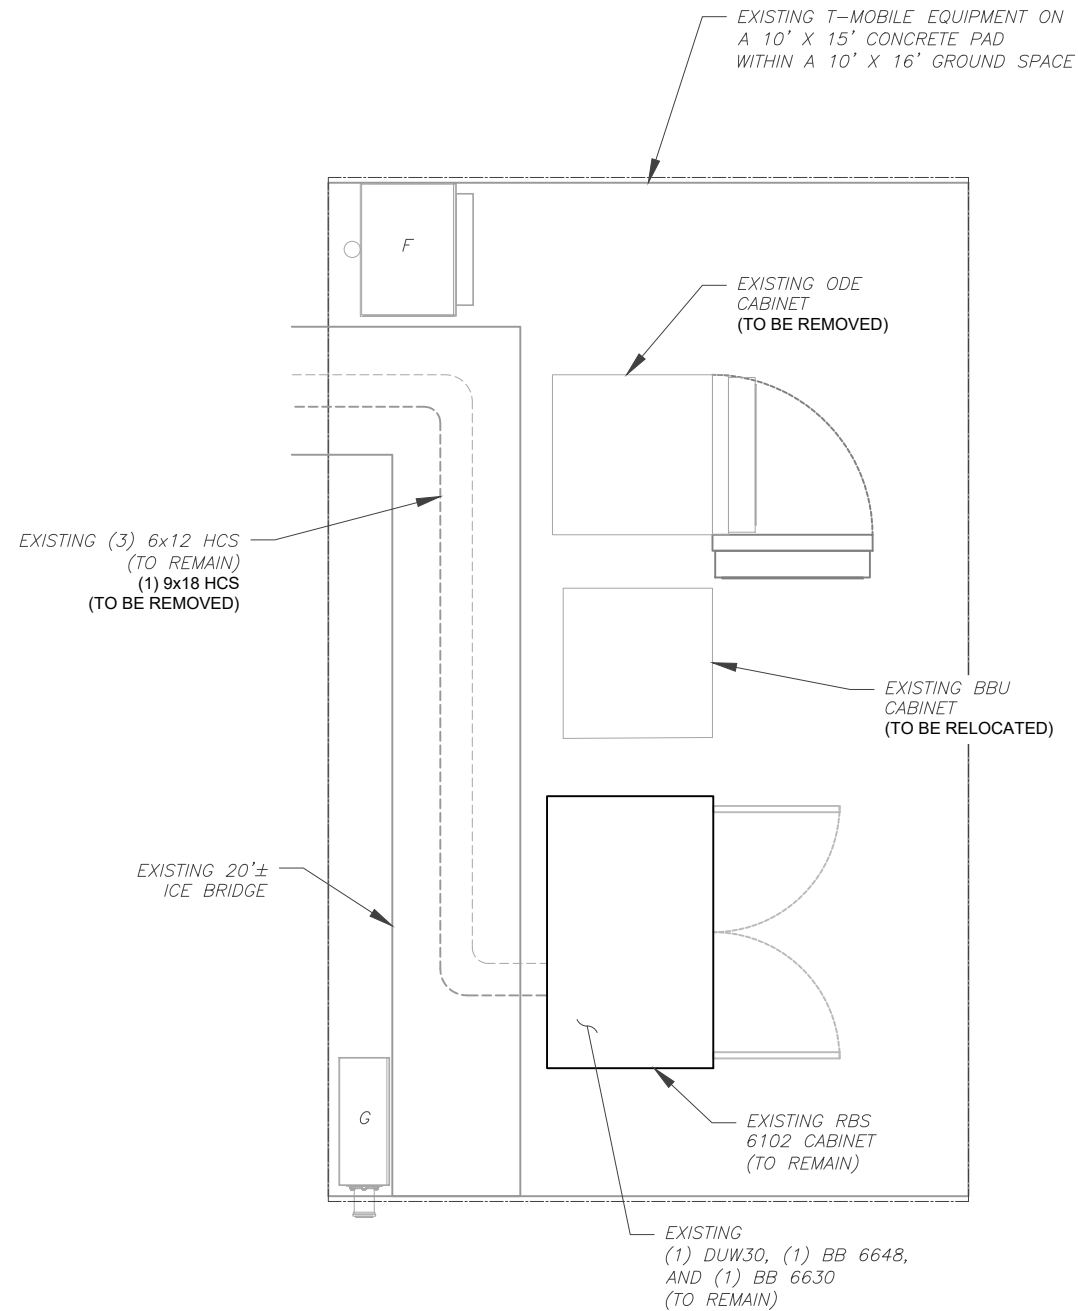 EXISTING T-MOBILE EQUIPMENT ON
A 10' X 15' CONCRETE PAD
WITHIN A 10' X 16' GROUND SPACE
F
EXISTING ODE
CABINET
(TO BE REMOVED)
EXISTING (3) 6x12 HCS
(TO REMAIN)
(1) 9x18 HCS
(TO BE REMOVED)
EXISTING BBU
CABINET
(TO BE RELOCATED)
EXISTING 20'±
ICE BRIDGE
G
EXISTING RBS
6102 CABINET
(TO REMAIN)
EXISTING
(1) DUW30, (1) BB 6648,
AND (1) BB 6630
(TO REMAIN)